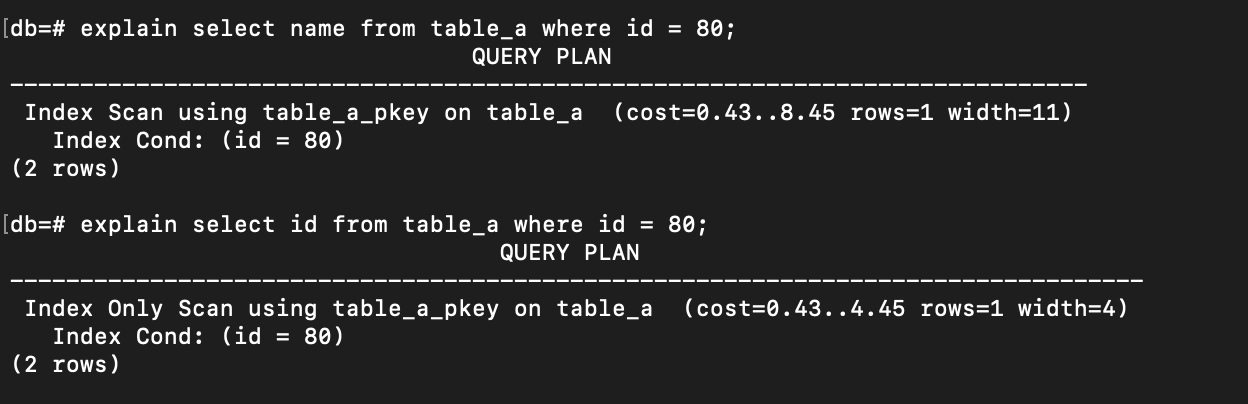 [db=# explain select name from table_a where id = 80;
QUERY PLAN
-----------------------------------------------------------------------------
Index Scan using table_a_pkey on table_a  (cost=0.43..8.45 rows=1 width=11)
Index Cond: (id = 80)
(2 rows)
[db=# explain select id from table_a where id = 80;
QUERY PLAN
---------------------------------------------------------------------------------
Index Only Scan using table_a_pkey on table_a  (cost=0.43..4.45 rows=1 width=4)
Index Cond: (id = 80)
(2 rows)